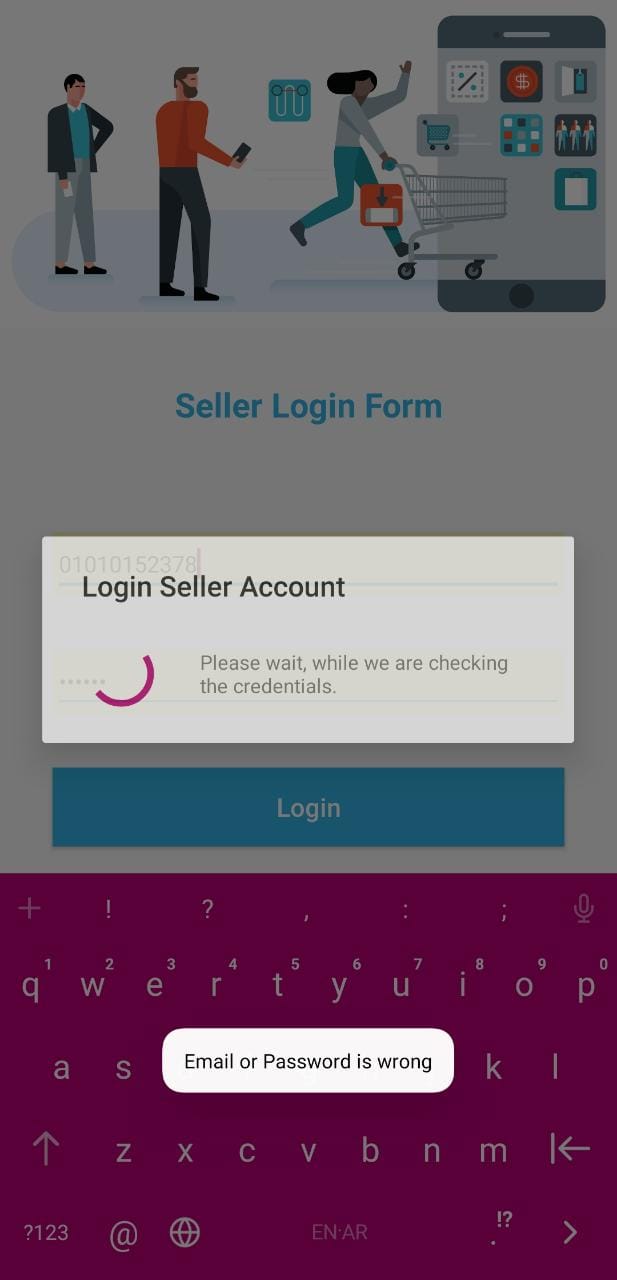 $
Seller Login Form
01010152378
Login Seller Account
Please wait, while we are checking
the credentials.
Login
! ? , : ;
1 2 3 4 5 6 7 8 9 0
q w e r t y u i o p
a s k l
Email or Password is wrong
z x c v b n m
?123 @ EN·AR . !?